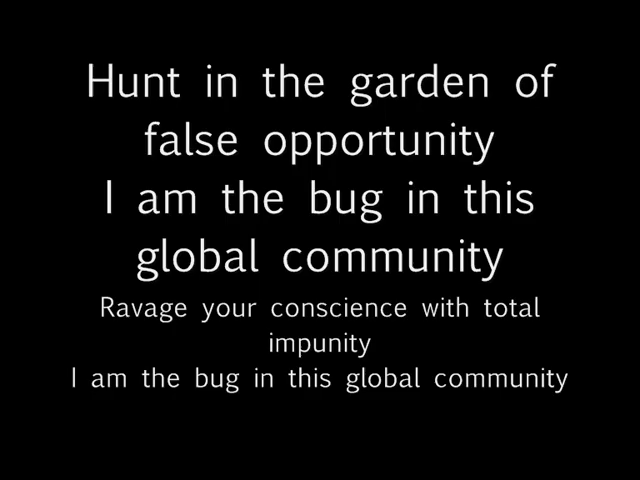 Hunt in the garden of
false opportunity
I am the bug in this
global community
Ravage your conscience with total
impunity
I am the bug in this global community